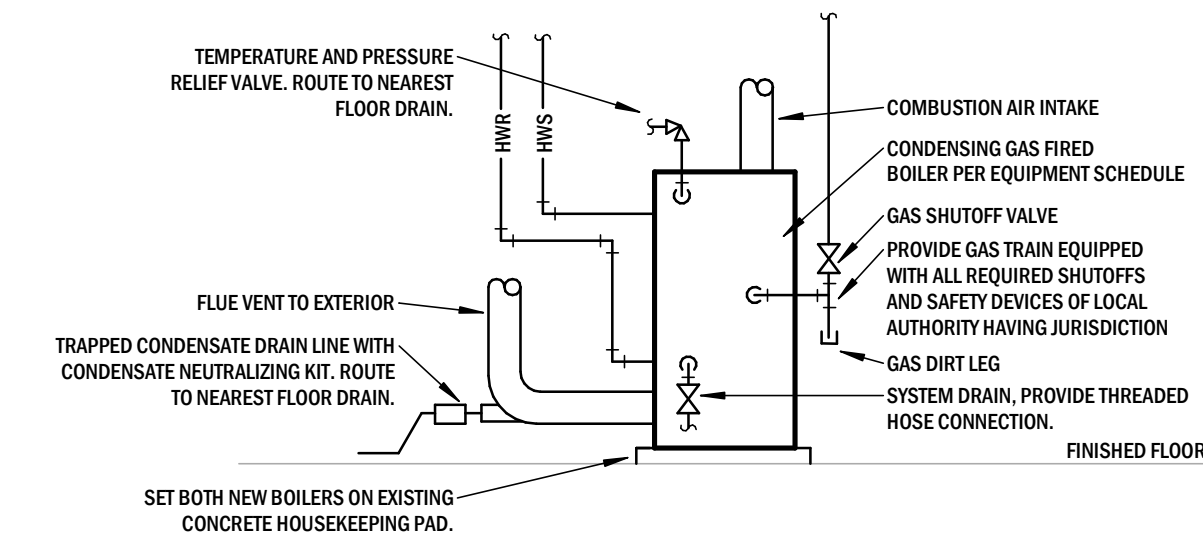 TEMPERATURE AND PRESSURE
RELIEF VALVE. ROUTE TO NEAREST
FLOOR DRAIN.
HWR
HWS
COMBUSTION AIR INTAKE
CONDENSING GAS FIRED
BOILER PER EQUIPMENT SCHEDULE
GAS SHUTOFF VALVE
PROVIDE GAS TRAIN EQUIPPED
WITH ALL REQUIRED SHUTOFFS
AND SAFETY DEVICES OF LOCAL
AUTHORITY HAVING JURISDICTION
GAS DIRT LEG
FLUE VENT TO EXTERIOR
TRAPPED CONDENSATE DRAIN LINE WITH
CONDENSATE NEUTRALIZING KIT. ROUTE
TO NEAREST FLOOR DRAIN.
SYSTEM DRAIN, PROVIDE THREADED
HOSE CONNECTION.
FINISHED FLOOR
SET BOTH NEW BOILERS ON EXISTING
CONCRETE HOUSEKEEPING PAD.